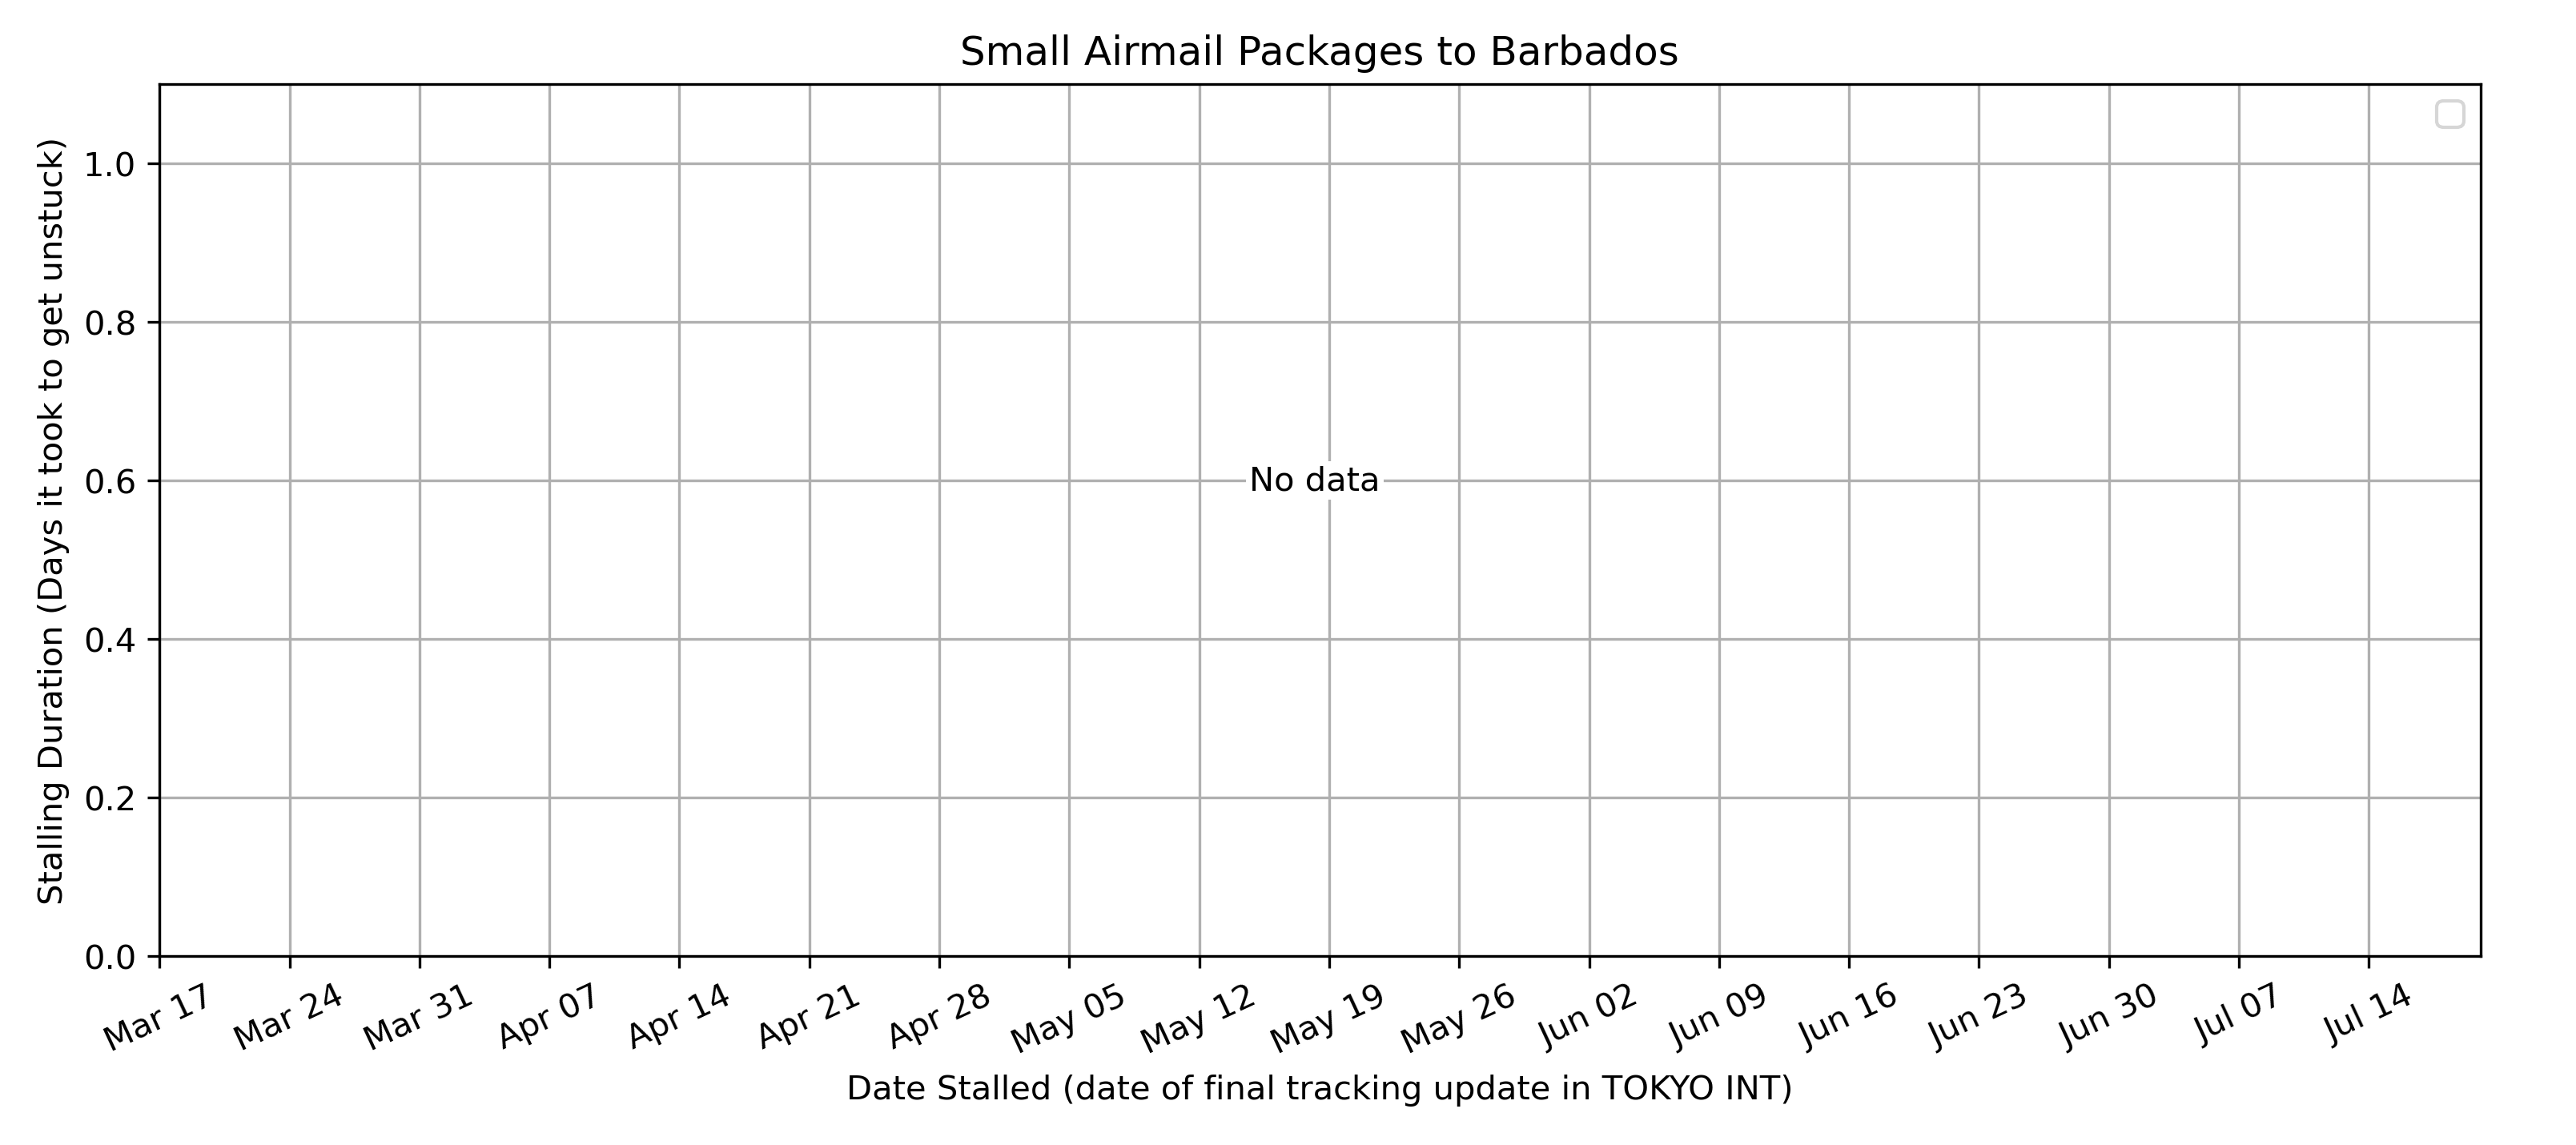 Small Airmail Packages to Barbados
Stalling Duration (Days it took to get unstuck)
1.0
0.8
0.6
0.4
0.2
0.0
No data
Mar 17
Mar 24
Mar 31
Apr 07
Apr 14
Apr 21
Apr 28
May 05
May 12
May 19
May 26
Jun 02
Jun 09
Jun 16
Jun 23
Jun 30
Jul 07
Jul 14
Date Stalled (date of final tracking update in TOKYO INT)